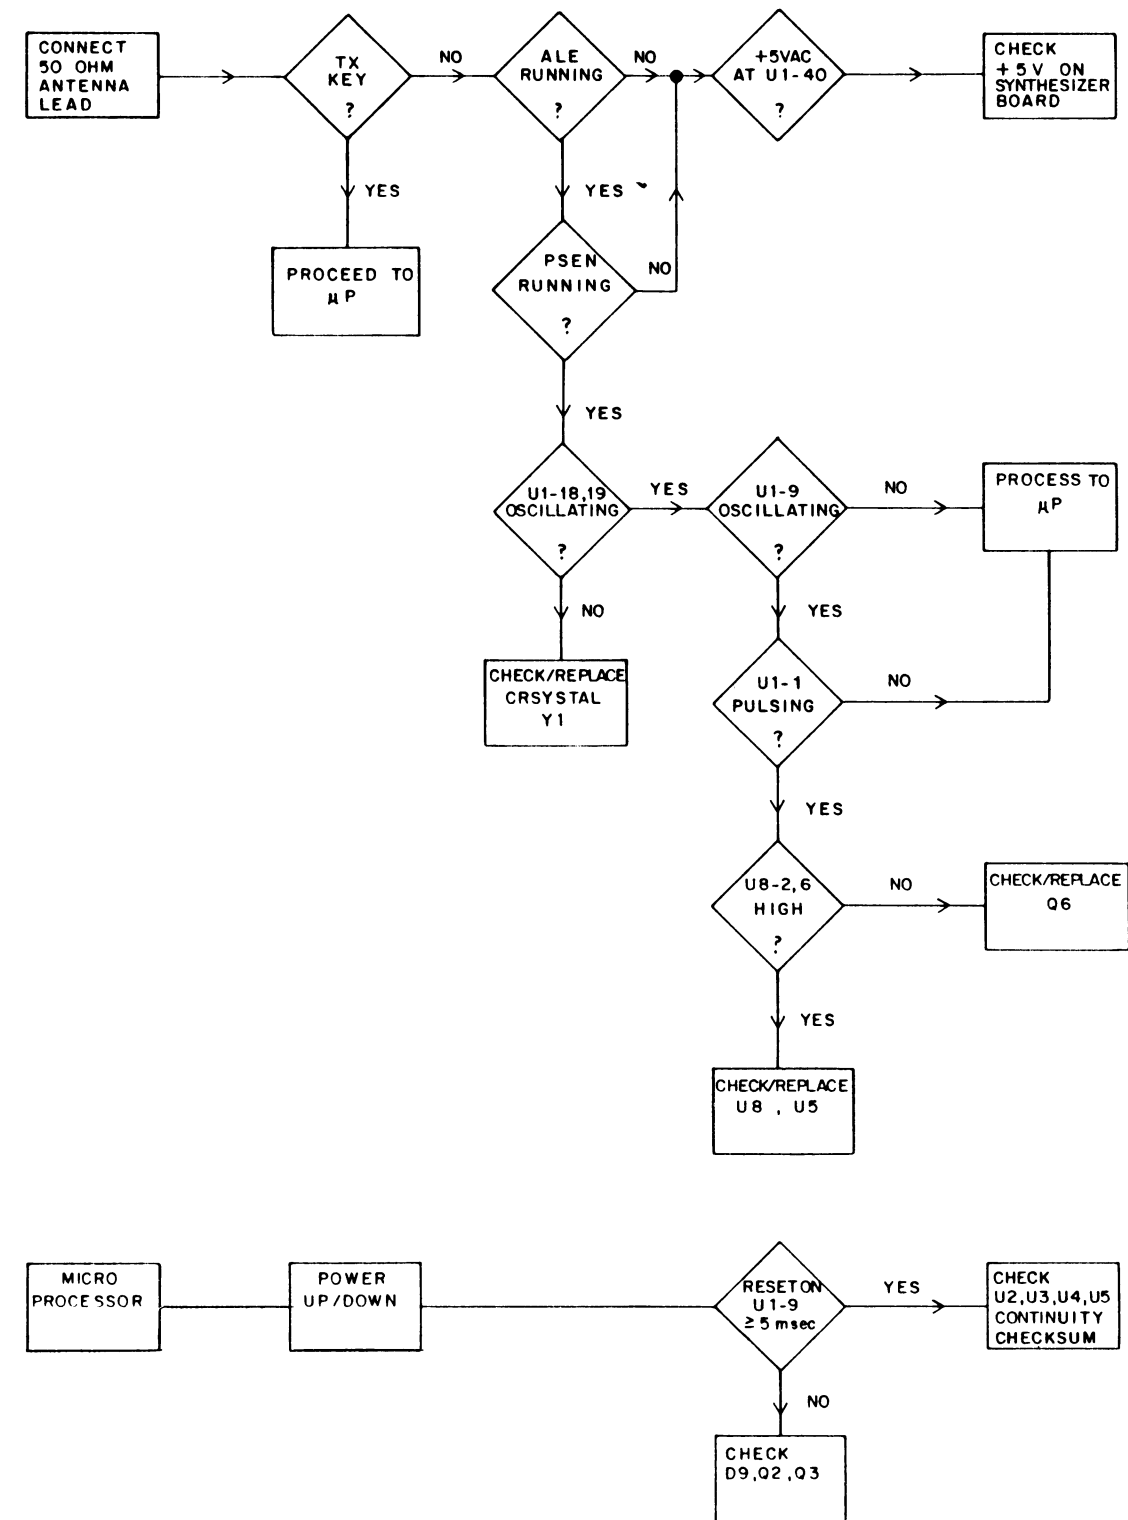 CONNECT
50 OHM
ANTENNA
LEAD
TX
KEY
?
NO
ALE
RUNNING
?
NO
+5VAC
AT U1-40
?
CHECK
+5V ON
SYNTHESIZER
BOARD
YES
YES
PROCEED TO
μP
PSEN
RUNNING
?
NO
YES
U1-18,19
OSCILLATING
?
YES
U1-9
OSCILLATING
?
NO
PROCESS TO
μP
NO
YES
CHECK/REPLACE
CRSYSTAL
Y1
U1-1
PULSING
?
NO
YES
U8-2,6
HIGH
?
NO
CHECK/REPLACE
Q6
YES
CHECK/REPLACE
U8 , U5
MICRO
PROCESSOR
POWER
UP/DOWN
RESET ON
U1-9
≥5 msec
YES
CHECK
U2,U3,U4,U5
CONTINUITY
CHECKSUM
NO
CHECK
D9,Q2,Q3